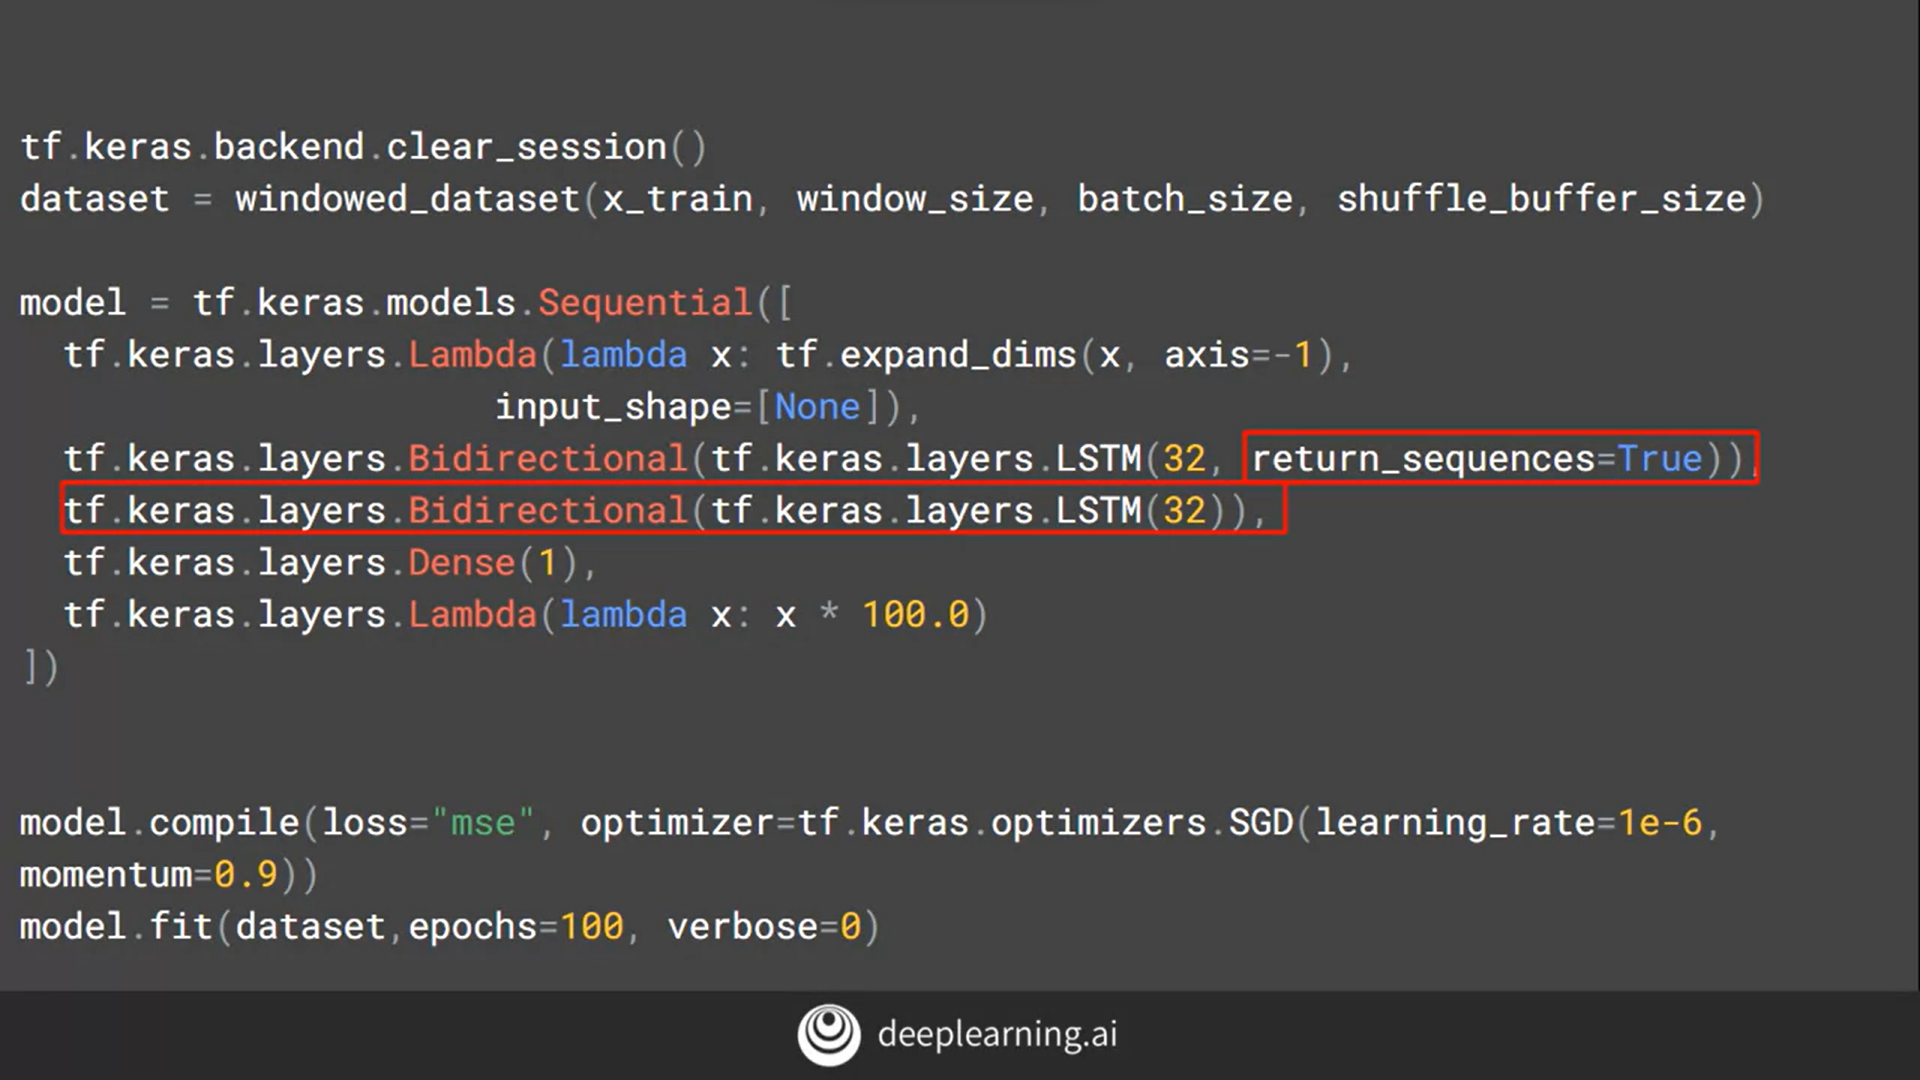 tf.keras.backend.clear_session()
dataset = windowed_dataset(x_train, window_size, batch_size, shuffle_buffer_size)
model = tf.keras.models.Sequential([
  tf.keras.layers.Lambda(lambda x: tf.expand_dims(x, axis=-1),
                      input_shape=[None]),
  tf.keras.layers.Bidirectional(tf.keras.layers.LSTM(32, return_sequences=True)),
  tf.keras.layers.Bidirectional(tf.keras.layers.LSTM(32)),
  tf.keras.layers.Dense(1),
  tf.keras.layers.Lambda(lambda x: x * 100.0)
])
model.compile(loss="mse", optimizer=tf.keras.optimizers.SGD(learning_rate=1e-6,
momentum=0.9))
model.fit(dataset,epochs=100, verbose=0)
deeplearning.ai